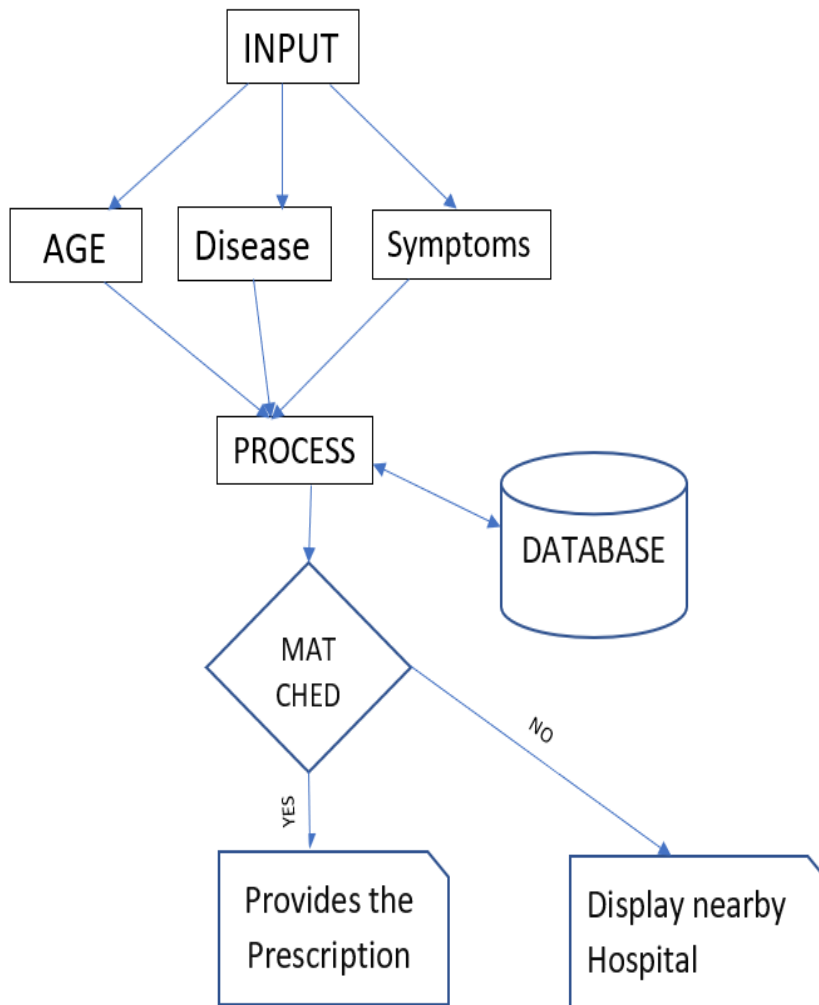 INPUT
AGE
Disease
Symptoms
PROCESS
DATABASE
MAT
CHED
NO
YES
Provides the
Prescription
Display nearby
Hospital